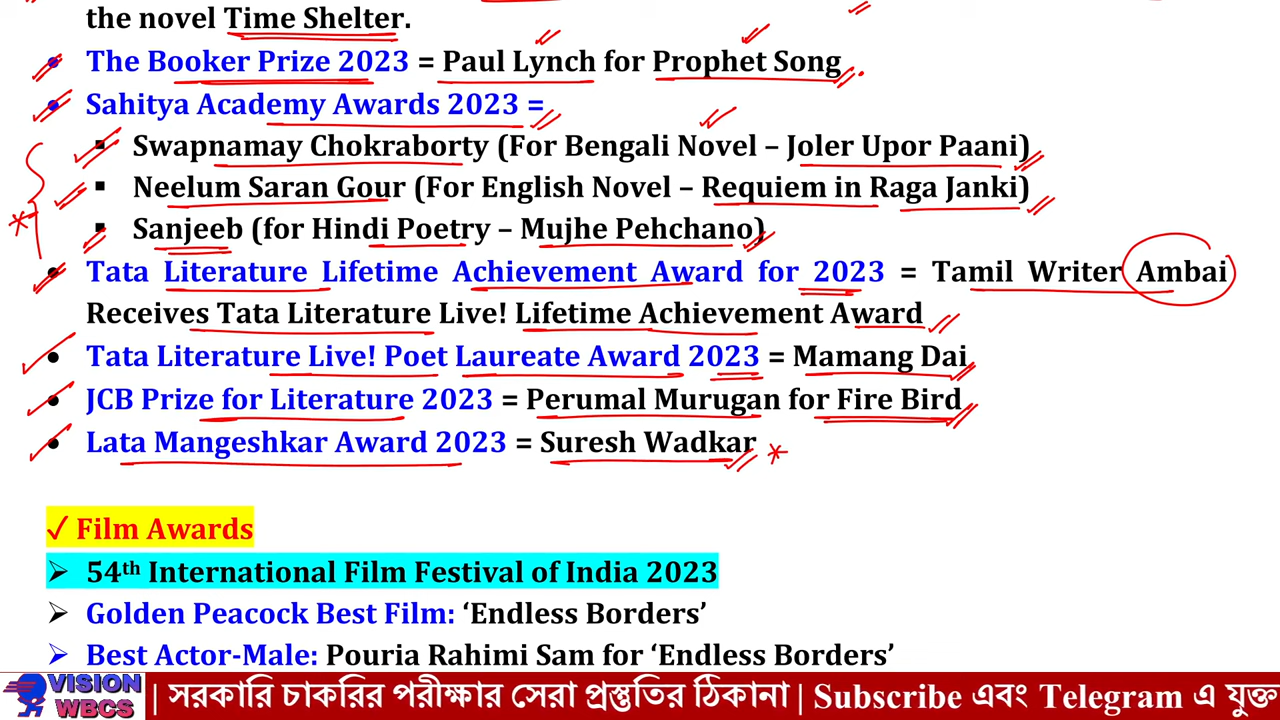 the novel Time Shelter.
• The Booker Prize 2023 = Paul Lynch for Prophet Song
• Sahitya Academy Awards 2023 =
▪ Swapnamay Chokraborty (For Bengali Novel – Joler Upor Paani)
▪ Neelum Saran Gour (For English Novel – Requiem in Raga Janki)
▪ Sanjeeb (for Hindi Poetry – Mujhe Pehchano)
• Tata Literature Lifetime Achievement Award for 2023 = Tamil Writer Ambai
Receives Tata Literature Live! Lifetime Achievement Award
• Tata Literature Live! Poet Laureate Award 2023 = Mamang Dai
• JCB Prize for Literature 2023 = Perumal Murugan for Fire Bird
• Lata Mangeshkar Award 2023 = Suresh Wadkar
✓ Film Awards
➢ 54th International Film Festival of India 2023
➢ Golden Peacock Best Film: ‘Endless Borders’
➢ Best Actor-Male: Pouria Rahimi Sam for ‘Endless Borders’
VISION WBCS | সরকারি চাকরির পরীক্ষার সেরা প্রস্তুতির ঠিকানা | Subscribe এবং Telegram এ যুক্ত